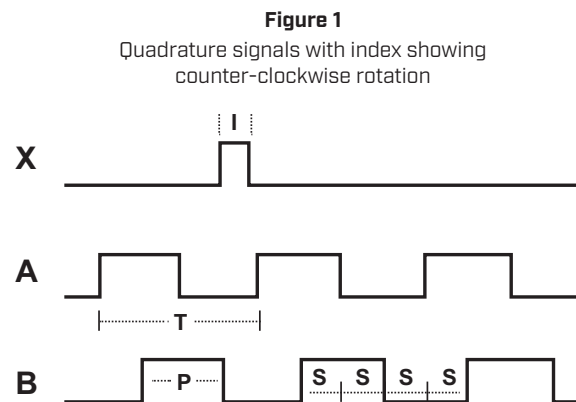 Figure 1
Quadrature signals with index showing
counter-clockwise rotation
I
X
A
T
B
P
S S S S